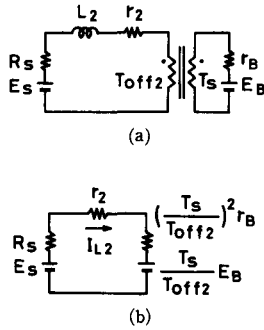 L2 r2
Rs Es Toff2 Ts rB EB
(a)
r2 (Ts/Toff2)^2 rB
Rs IL2
Es Ts/Toff2 EB
(b)